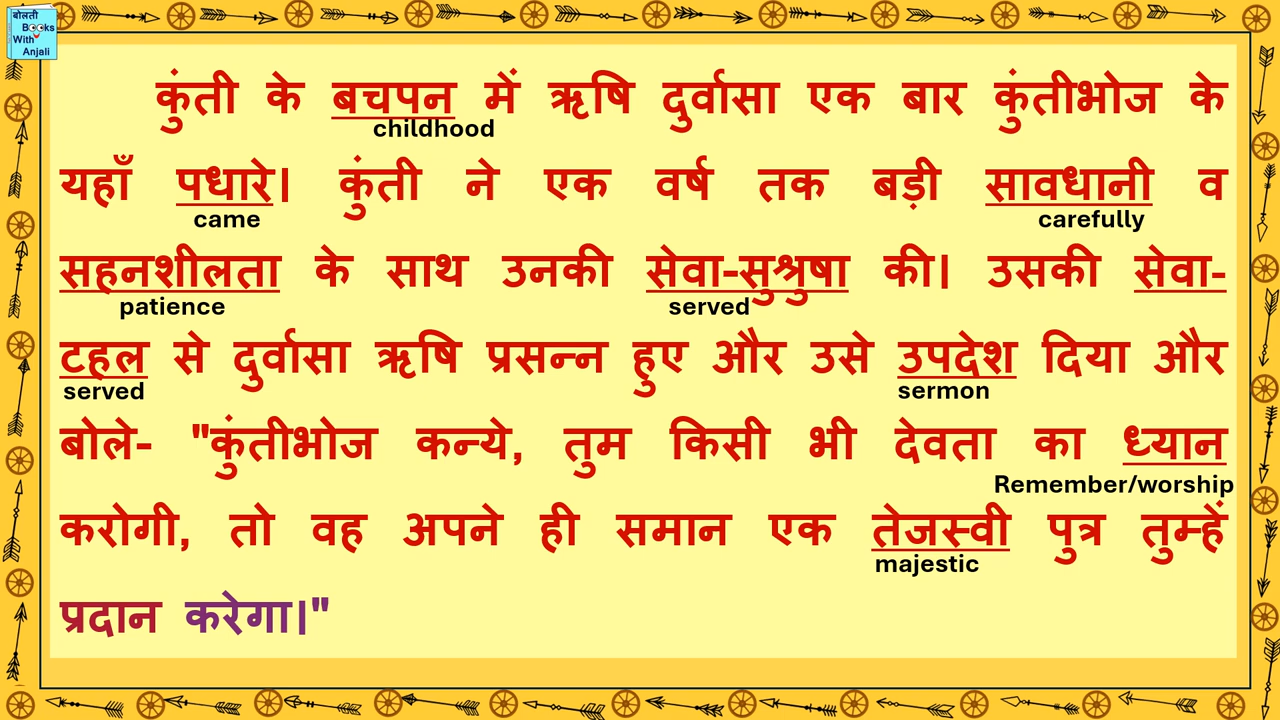 बोलती
Books
With
Anjali
कुंती के बचपन में ऋषि दुर्वासा एक बार कुंतीभोज के
childhood
यहाँ पधारे। कुंती ने एक वर्ष तक बड़ी सावधानी व
came carefully
सहनशीलता के साथ उनकी सेवा-सुश्रुषा की। उसकी सेवा-
patience served
टहल से दुर्वासा ऋषि प्रसन्न हुए और उसे उपदेश दिया और
served sermon
बोले- "कुंतीभोज कन्ये, तुम किसी भी देवता का ध्यान
Remember/worship
करोगी, तो वह अपने ही समान एक तेजस्वी पुत्र तुम्हें
majestic
प्रदान करेगा।"